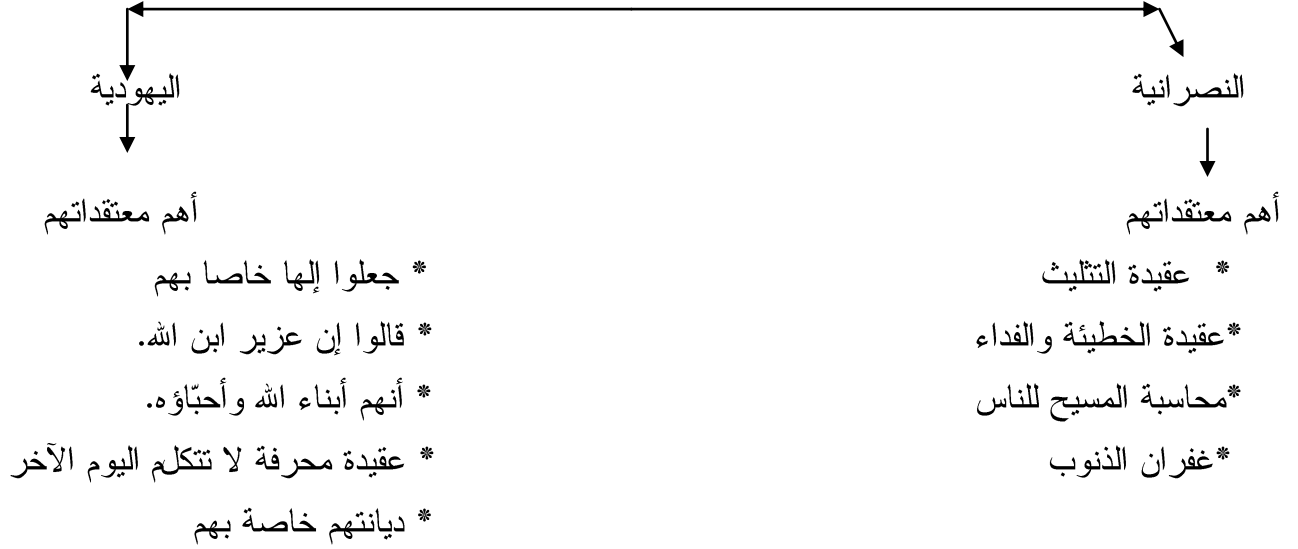 النصرانية
أهم معتقداتهم
* عقيدة التثليث
*عقيدة الخطيئة والفداء
*محاسبة المسيح للناس
*غفران الذنوب
اليهودية
أهم معتقداتهم
* جعلوا إلها خاصا بهم
* قالوا إن عزير ابن الله.
* أنهم أبناء الله وأحبّاؤه.
* عقيدة محرفة لا تتكلم اليوم الآخر
* ديانتهم خاصة بهم